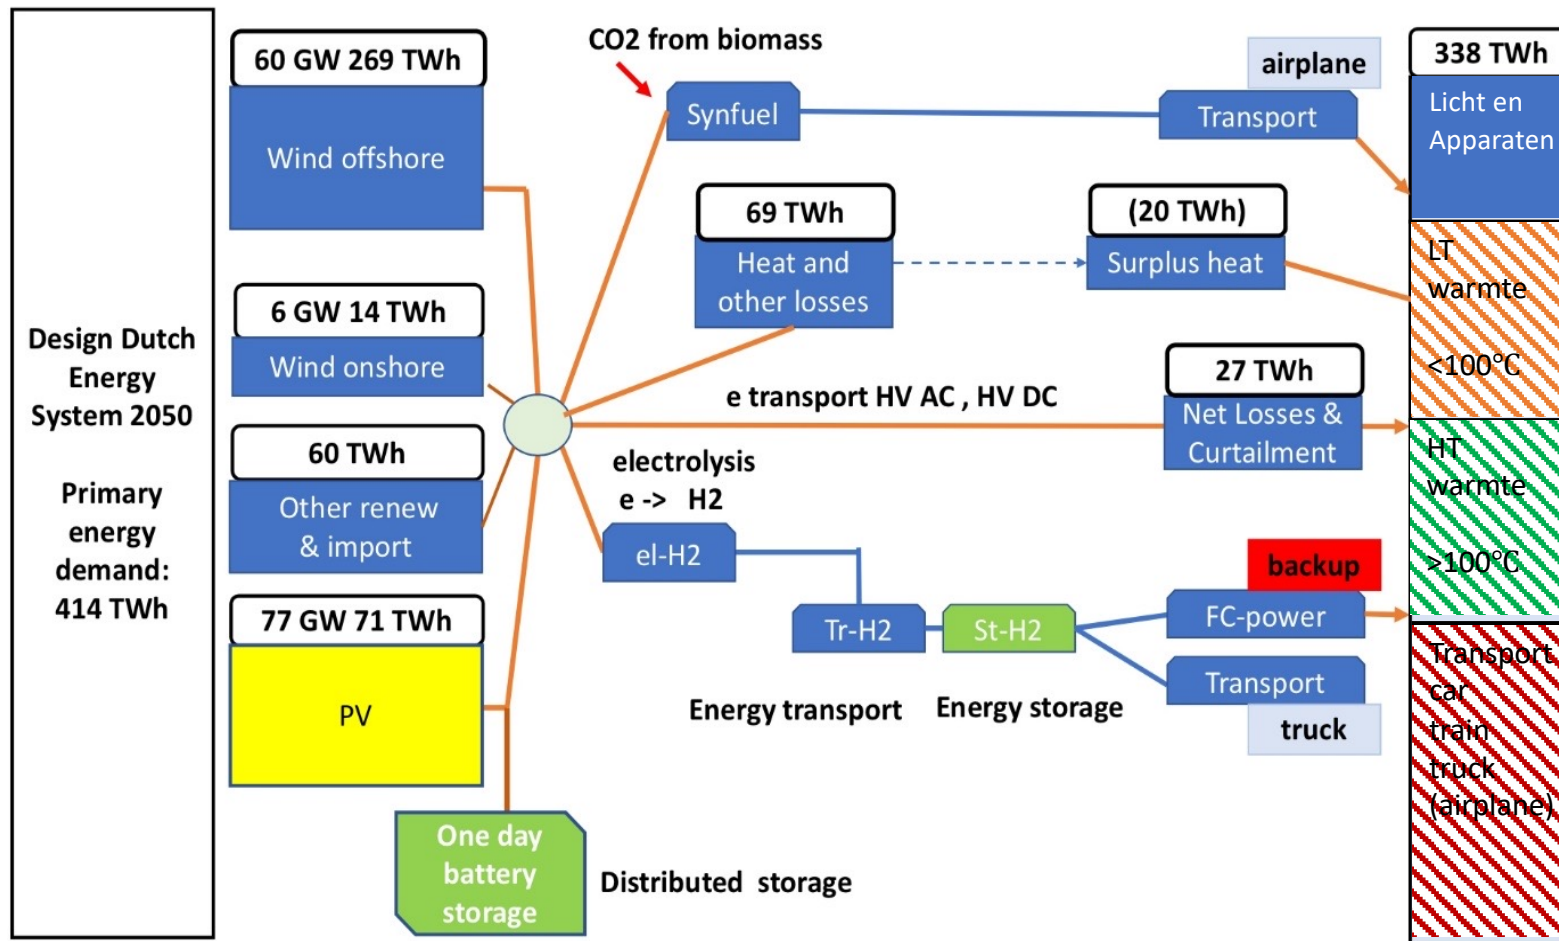 Design Dutch
Energy
System 2050
Primary
energy
demand:
414 TWh
60 GW 269 TWh
Wind offshore
6 GW 14 TWh
Wind onshore
60 TWh
Other renew
& import
77 GW 71 TWh
PV
One day
battery
storage
Distributed storage
CO2 from biomass
Synfuel
airplane
Transport
69 TWh
Heat and
other losses
(20 TWh)
Surplus heat
e transport HV AC , HV DC
27 TWh
Net Losses &
Curtailment
electrolysis
e -> H2
el-H2
Tr-H2
St-H2
Energy transport
Energy storage
backup
FC-power
Transport
truck
338 TWh
Licht en
Apparaten
LT
warmte
<100℃
HT
warmte
>100℃
Transport
car
train
truck
(airplane)